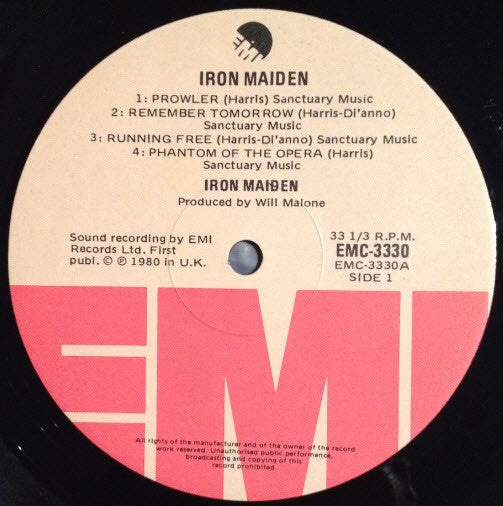 EMI
IRON MAIDEN
1: PROWLER (Harris) Sanctuary Music
2: REMEMBER TOMORROW (Harris-Di'anno)
Sanctuary Music
3: RUNNING FREE (Harris-Di'anno) Sanctuary Music
4: PHANTOM OF THE OPERA (Harris)
Sanctuary Music
IRON MAIDEN
Produced by Will Malone
Sound recording by EMI
Records Ltd. First
publ. © ℗ 1980 in U.K.
33 1/3 R.P.M.
EMC-3330
EMC-3330A
SIDE 1
EMI
All rights of the manufacturer and of the owner of the record
work reserved. Unauthorised public performance,
broadcasting and copying of this
record prohibited